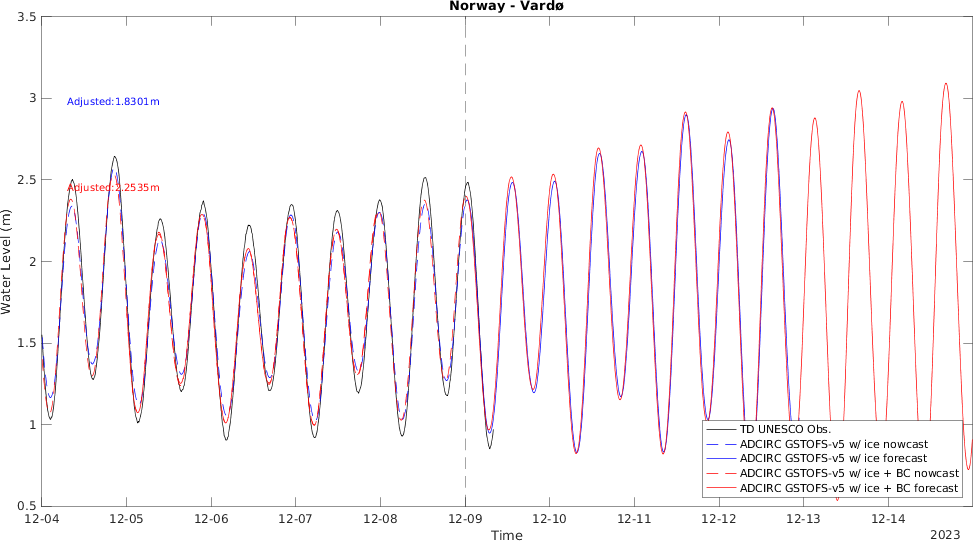 Norway - Vardø
3.5
3
2.5
2
1.5
1
0.5
Water Level (m)
Adjusted:1.8301m
Adjusted:2.2535m
TD UNESCO Obs.
ADCIRC GSTOFS-v5 w/ ice nowcast
ADCIRC GSTOFS-v5 w/ ice forecast
ADCIRC GSTOFS-v5 w/ ice + BC nowcast
ADCIRC GSTOFS-v5 w/ ice + BC forecast
12-04 12-05 12-06 12-07 12-08 12-09 12-10 12-11 12-12 12-13 12-14
Time
2023